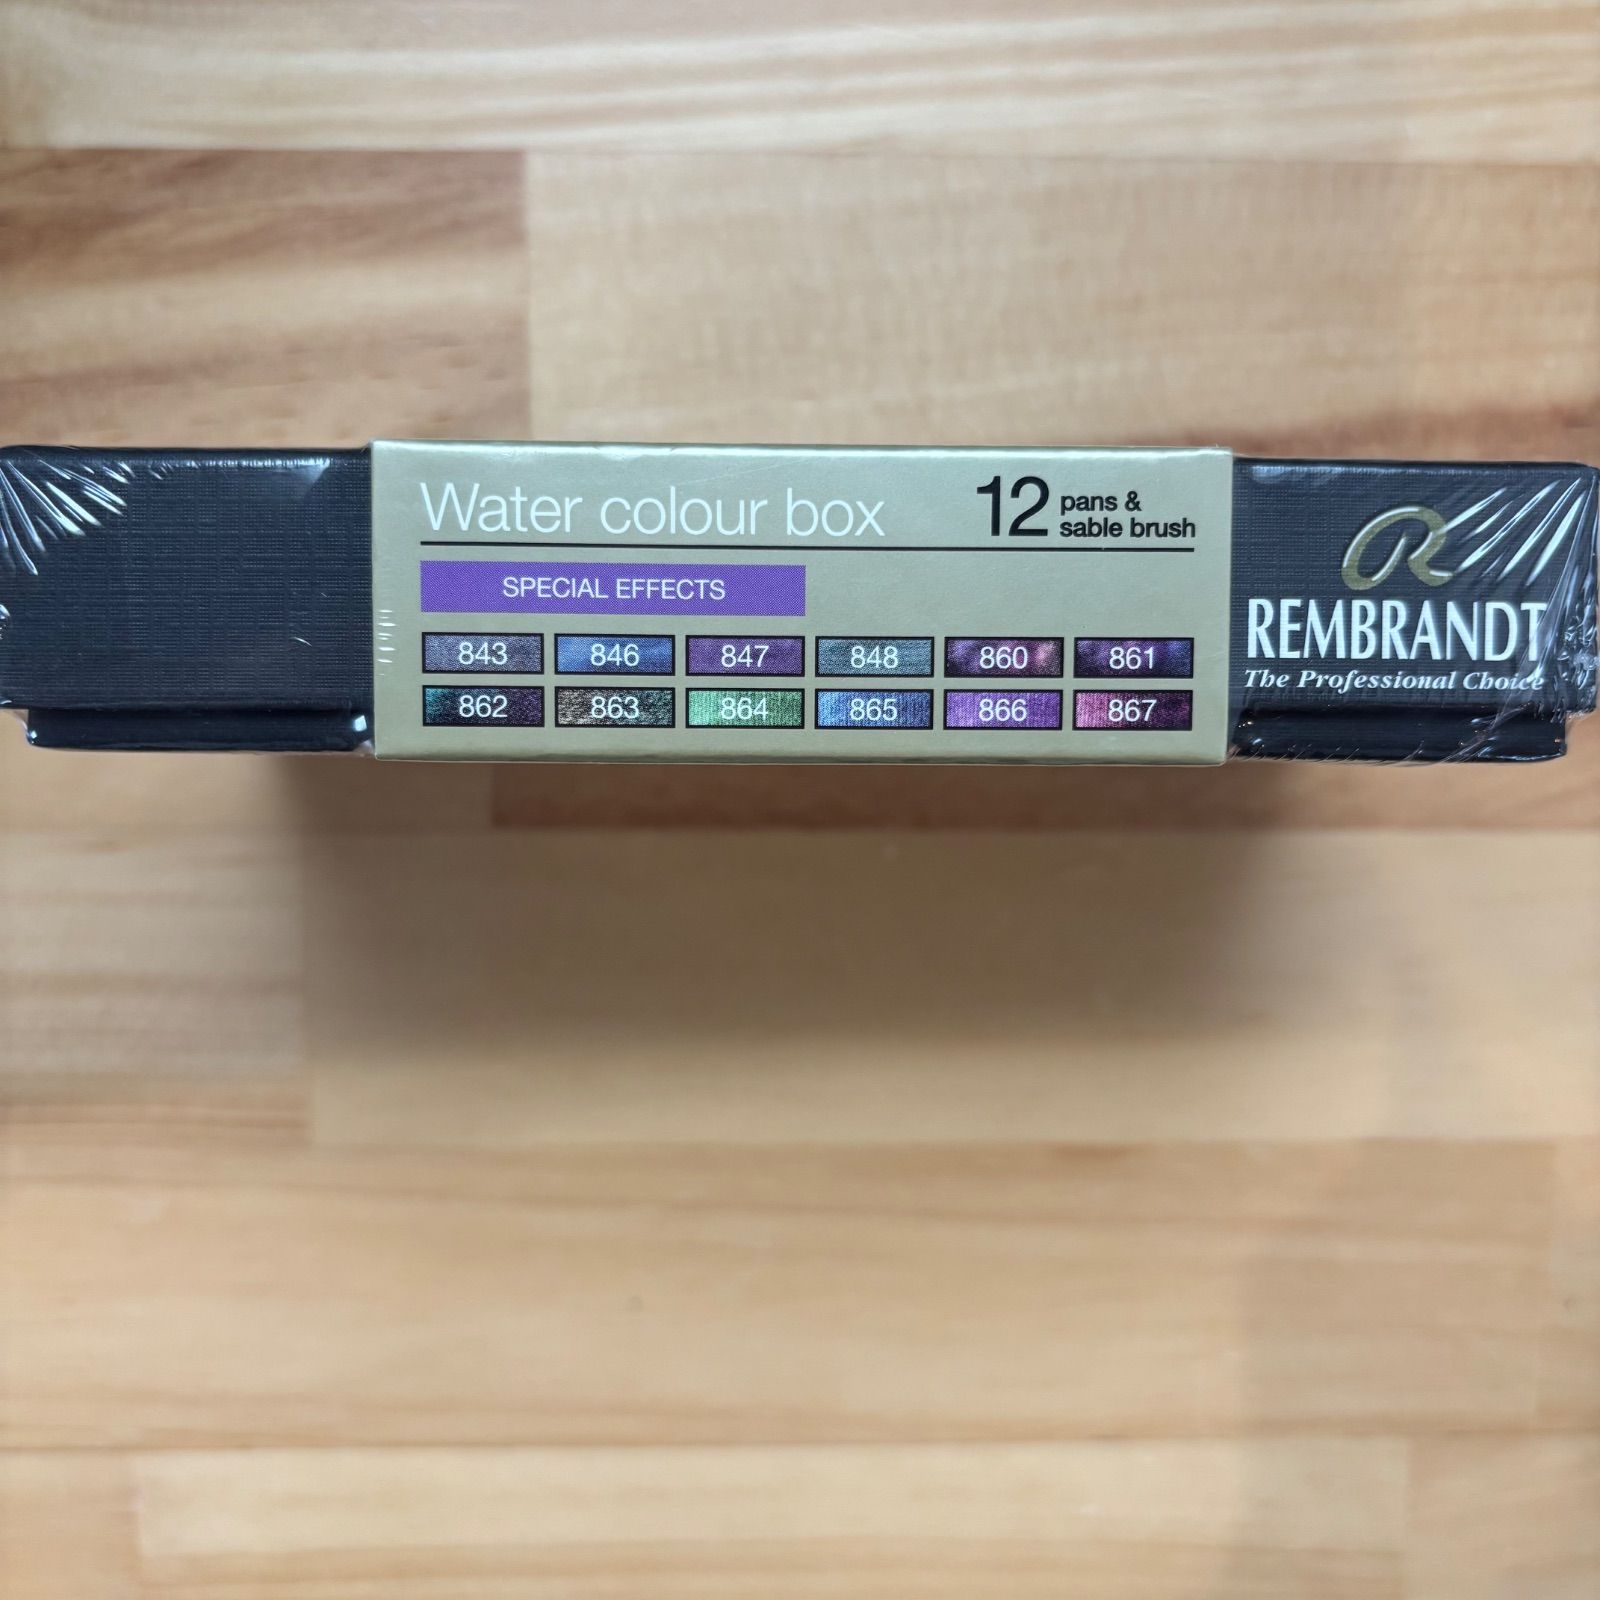 Water colour box
12 pans &
sable brush
SPECIAL EFFECTS
843 846 847 848 860 861
862 863 864 865 866 867
R
REMBRANDT
The Professional Choice